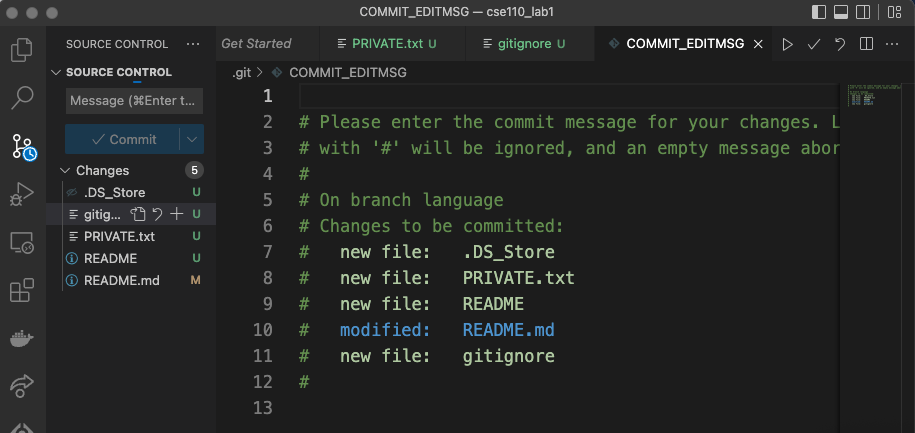 COMMIT_EDITMSG — cse110_lab1
SOURCE CONTROL ...
Get Started
PRIVATE.txt U
gitignore U
COMMIT_EDITMSG
SOURCE CONTROL
.git > COMMIT_EDITMSG
Message (⌘Enter t...
Commit
Changes 5
.DS_Store U
gitig... U
PRIVATE.txt U
README U
README.md M
1
2 # Please enter the commit message for your changes. L
3 # with '#' will be ignored, and an empty message abor
4 #
5 # On branch language
6 # Changes to be committed:
7 # new file: .DS_Store
8 # new file: PRIVATE.txt
9 # new file: README
10 # modified: README.md
11 # new file: gitignore
12 #
13